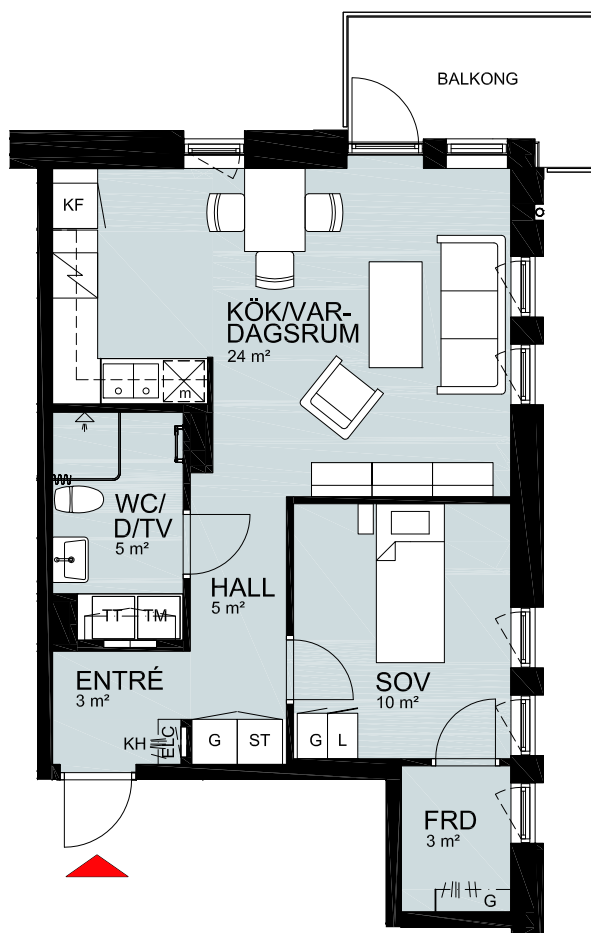 BALKONG
KF
KÖK/VAR-
DAGSRUM
24 m²
m
WC/
D/TV
5 m²
TT
TM
HALL
5 m²
ENTRÉ
3 m²
SOV
10 m²
KH
ELC
G
ST
G
L
FRD
3 m²
G